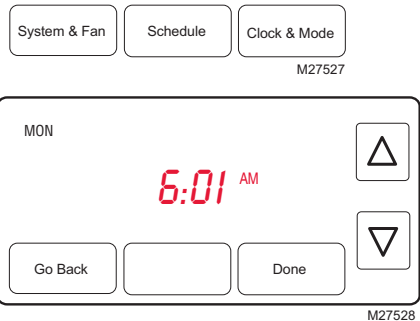 System & Fan Schedule Clock & Mode
M27527
MON
6:01 AM
Go Back Done
M27528